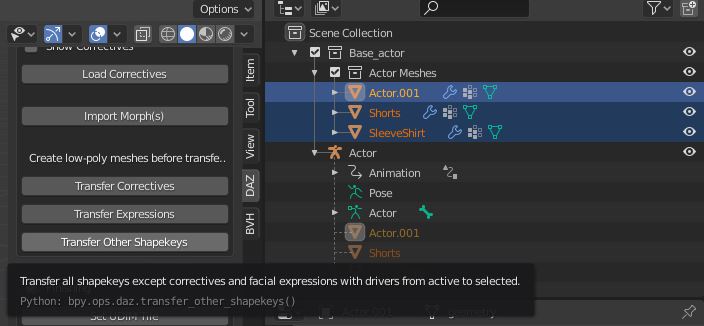 Options
Show Correctives
Load Correctives
Import Morph(s)
Create low-poly meshes before transfe..
Transfer Correctives
Transfer Expressions
Transfer Other Shapekeys
Item
Tool
View
DAZ
BVH
Scene Collection
Base_actor
Actor Meshes
Actor.001
Shorts
SleeveShirt
Actor
Animation
Pose
Actor
Actor.001
Shorts
Transfer all shapekeys except correctives and facial expressions with drivers from active to selected.
Python: bpy.ops.daz.transfer_other_shapekeys()
Set UDIM Tile
Actor.001
geometry